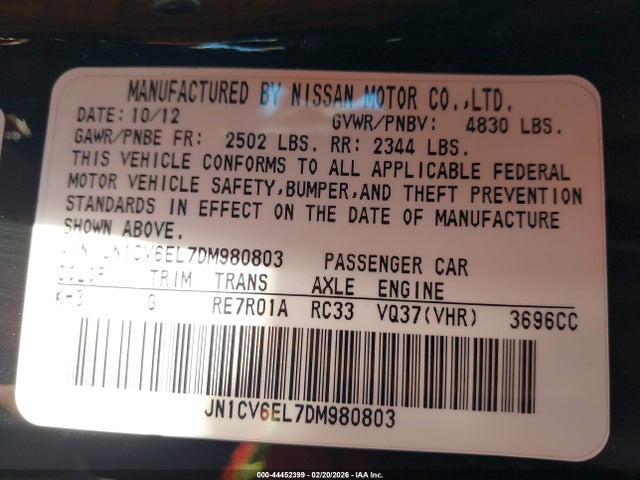 MANUFACTURED BY NISSAN MOTOR CO.,LTD.
DATE: 10/12 GVWR/PNBV: 4830 LBS.
GAWR/PNBE FR: 2502 LBS. RR: 2344 LBS.
THIS VEHICLE CONFORMS TO ALL APPLICABLE FEDERAL
MOTOR VEHICLE SAFETY,BUMPER,AND THEFT PREVENTION
STANDARDS IN EFFECT ON THE DATE OF MANUFACTURE
SHOWN ABOVE.
VIN JN1CV6EL7DM980803 PASSENGER CAR
COLOR TRIM TRANS AXLE ENGINE
G RE7R01A RC33 VQ37(VHR) 3696CC
JN1CV6EL7DM980803
000-44452399 - 02/20/2026 - IAA Inc.